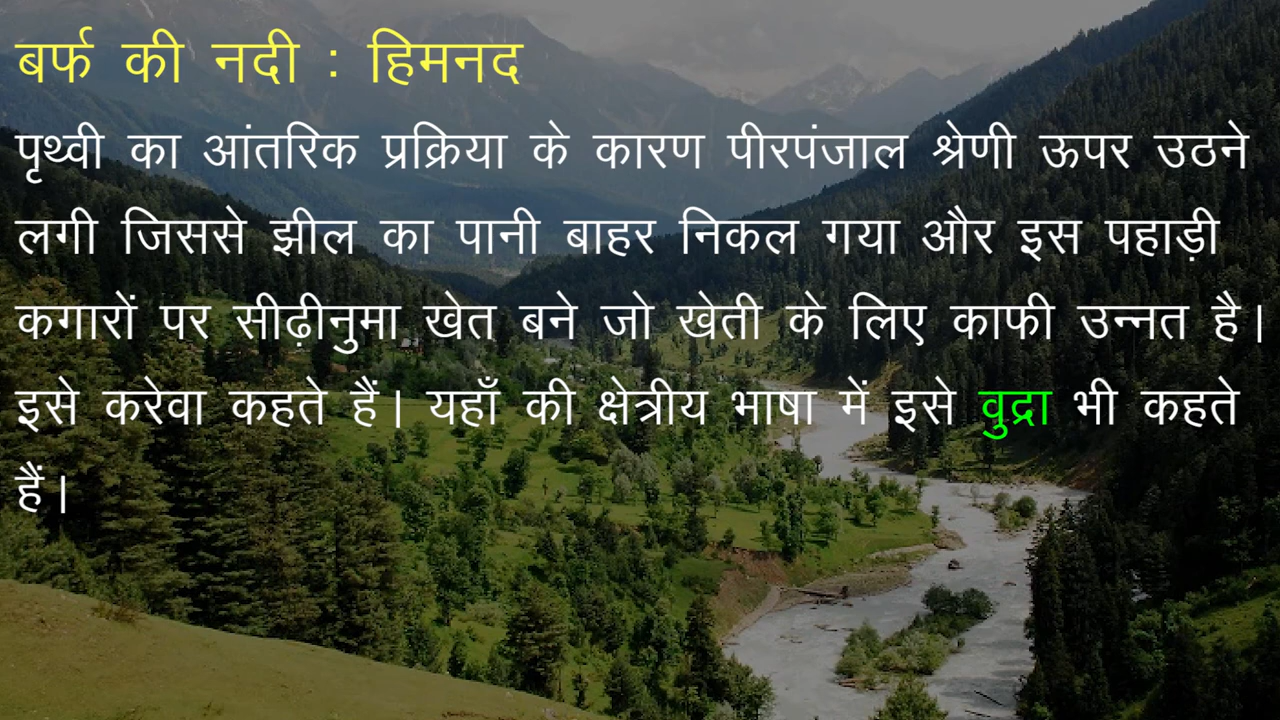 बर्फ की नदी : हिमनद
पृथ्वी का आंतरिक प्रक्रिया के कारण पीरपंजाल श्रेणी ऊपर उठने
लगी जिससे झील का पानी बाहर निकल गया और इस पहाड़ी
कगारों पर सीढ़ीनुमा खेत बने जो खेती के लिए काफी उन्नत है।
इसे करेवा कहते हैं। यहाँ की क्षेत्रीय भाषा में इसे वुद्रा भी कहते
हैं।